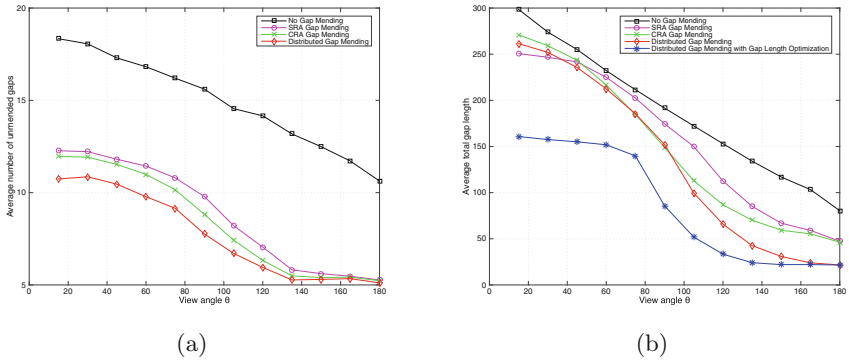 20
15
10
5
0
20
40
60
80
100
120
140
160
180
Average number of unmended gaps
View angle θ
No Gap Mending
SRA Gap Mending
CRA Gap Mending
Distributed Gap Mending
(a)
300
250
200
150
100
50
0
0
20
40
60
80
100
120
140
160
180
Average total gap length
View angle θ
No Gap Mending
SRA Gap Mending
CRA Gap Mending
Distributed Gap Mending
Distributed Gap Mending with Gap Length Optimization
(b)